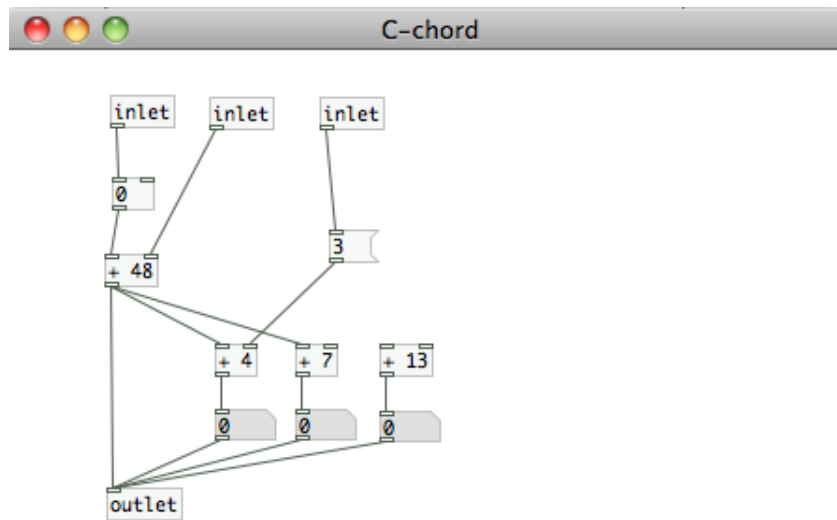 C-chord
inlet inlet inlet
0
3
+ 48
+ 4 + 7 + 13
0 0 0
outlet